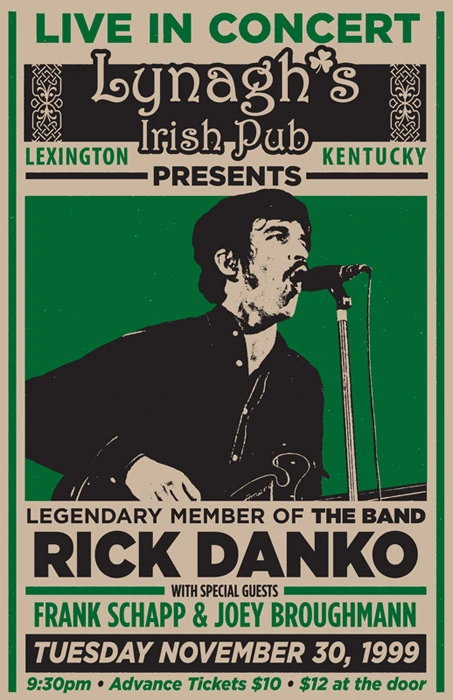 LIVE IN CONCERT
Lynagh's
Irish Pub
LEXINGTON KENTUCKY
PRESENTS
LEGENDARY MEMBER OF THE BAND
RICK DANKO
WITH SPECIAL GUESTS
FRANK SCHAPP & JOEY BROUGHMANN
TUESDAY NOVEMBER 30, 1999
9:30pm • Advance Tickets $10 • $12 at the door